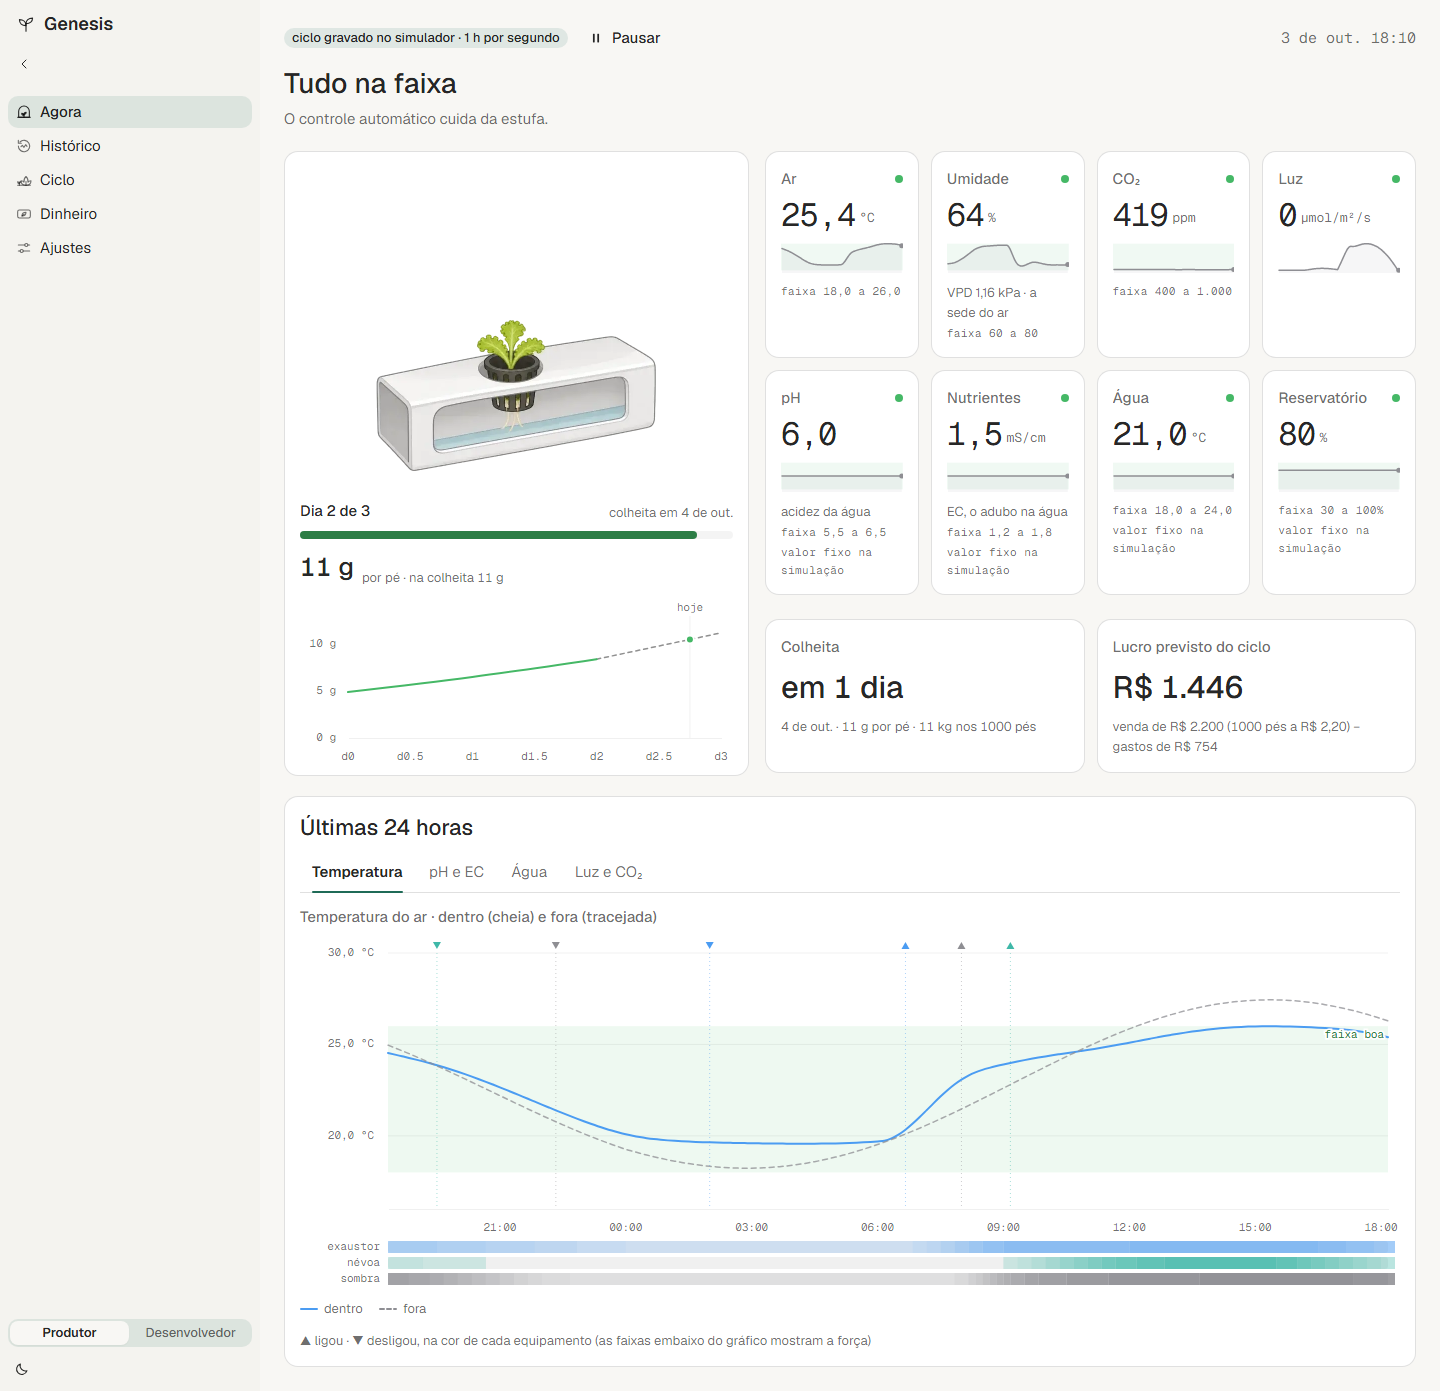 Genesis
Agora
Histórico
Ciclo
Dinheiro
Ajustes
Produtor
Desenvolvedor
ciclo gravado no simulador · 1 h por segundo
Pausar
3 de out. 18:10
Tudo na faixa
O controle automático cuida da estufa.
Dia 2 de 3
colheita em 4 de out.
11 g por pé · na colheita 11 g
hoje
10 g
5 g
0 g
d0 d0.5 d1 d1.5 d2 d2.5 d3
Ar
25,4 °C
faixa 18,0 a 26,0
Umidade
64 %
VPD 1,16 kPa · a
sede do ar
faixa 60 a 80
CO₂
419 ppm
faixa 400 a 1.000
Luz
0 µmol/m²/s
pH
6,0
acidez da água
faixa 5,5 a 6,5
valor fixo na
simulação
Nutrientes
1,5 mS/cm
EC, o adubo na água
faixa 1,2 a 1,8
valor fixo na
simulação
Água
21,0 °C
faixa 18,0 a 24,0
valor fixo na
simulação
Reservatório
80 %
faixa 30 a 100%
valor fixo na
simulação
Colheita
em 1 dia
4 de out. · 11 g por pé · 11 kg nos 1000 pés
Lucro previsto do ciclo
R$ 1.446
venda de R$ 2.200 (1000 pés a R$ 2,20) −
gastos de R$ 754
Últimas 24 horas
Temperatura
pH e EC
Água
Luz e CO₂
Temperatura do ar · dentro (cheia) e fora (tracejada)
30,0 °C
25,0 °C
20,0 °C
faixa boa
21:00 00:00 03:00 06:00 09:00 12:00 15:00 18:00
exaustor
névoa
sombra
dentro
fora
▲ ligou · ▼ desligou, na cor de cada equipamento (as faixas embaixo do gráfico mostram a força)